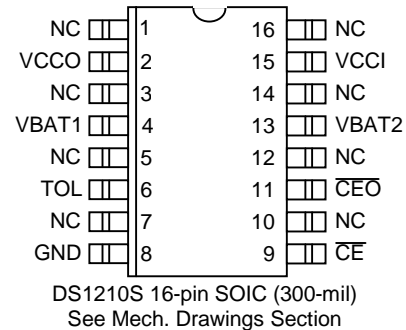 NC 1 16 NC
VCCO 2 15 VCCI
NC 3 14 NC
VBAT1 4 13 VBAT2
NC 5 12 NC
TOL 6 11 C̅E̅O̅
NC 7 10 NC
GND 8 9 C̅E̅
DS1210S 16-pin SOIC (300-mil)
See Mech. Drawings Section